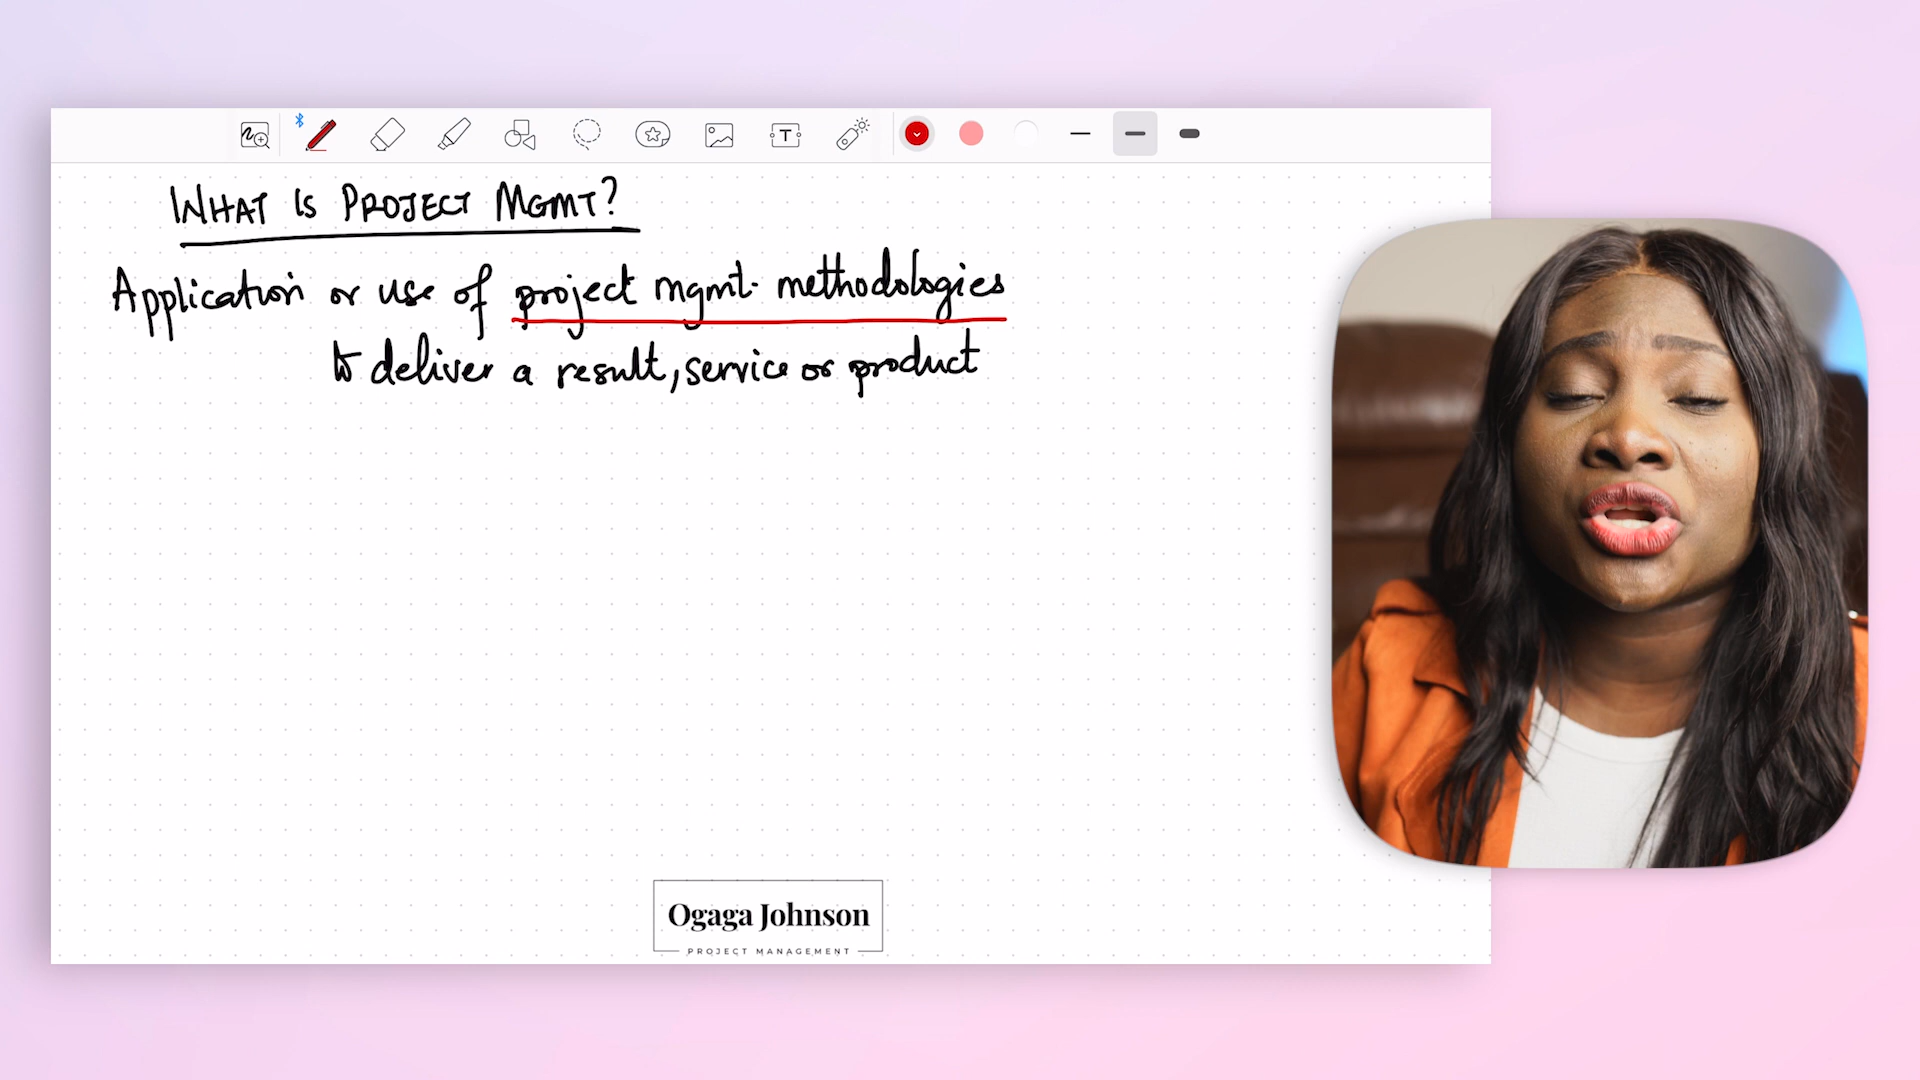 WHAT IS PROJECT MGMT?
Application or use of project mgmt. methodologies
to deliver a result, service or product
Ogaga Johnson
PROJECT MANAGEMENT